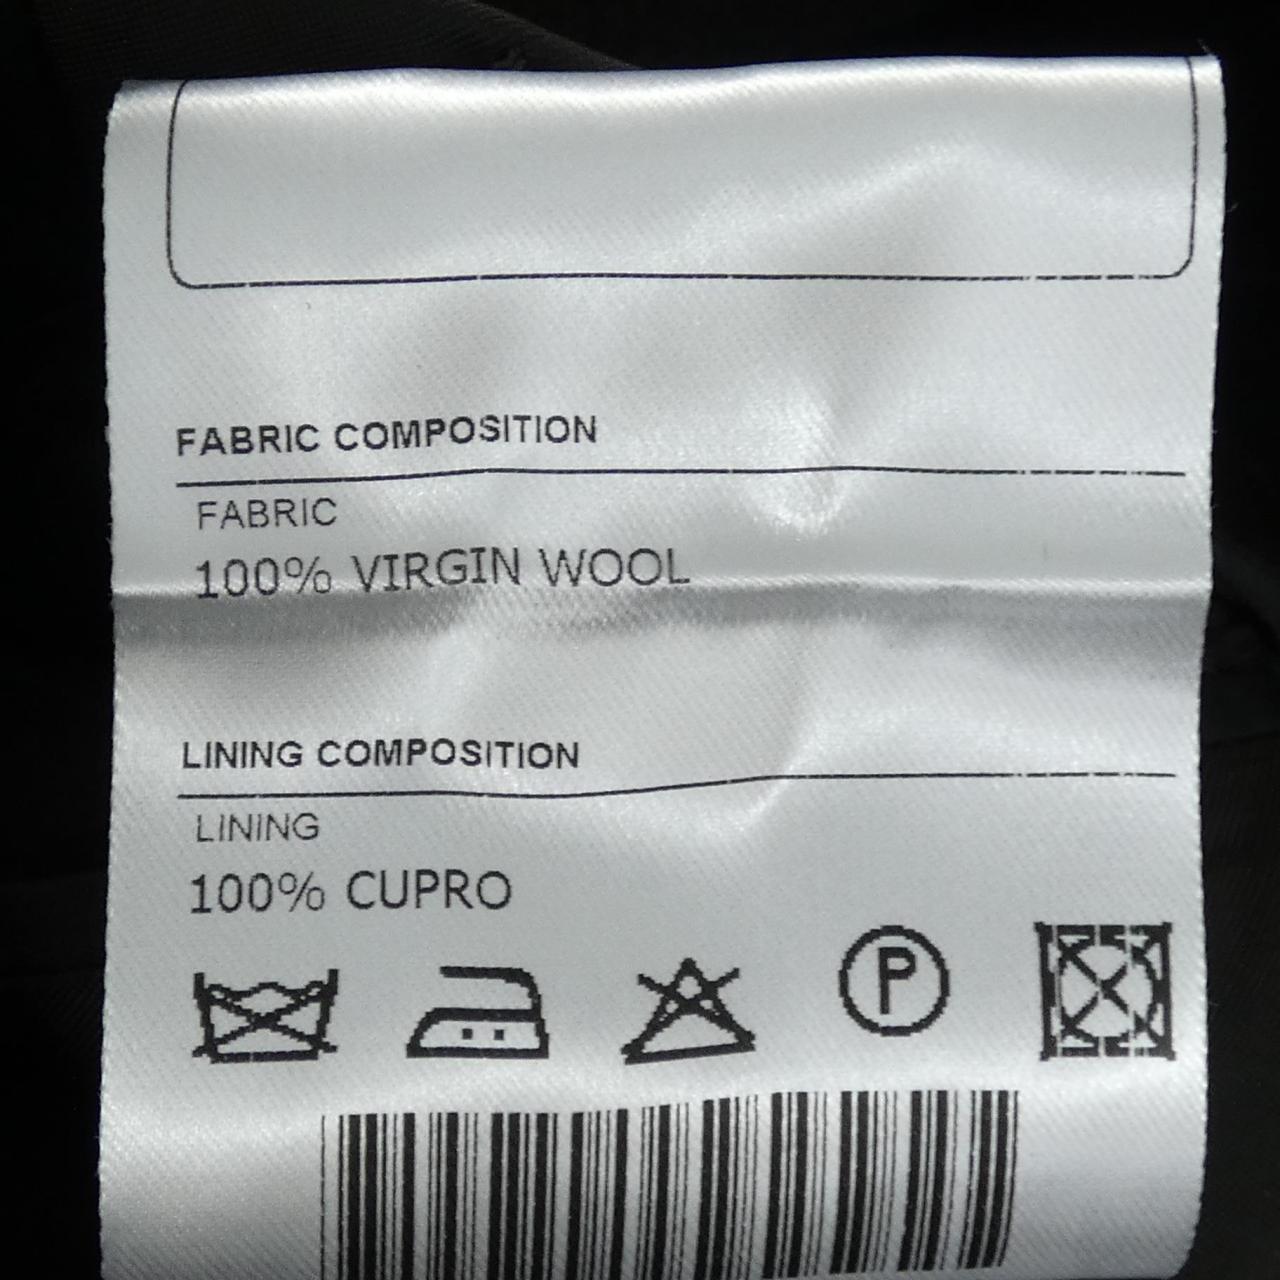 FABRIC COMPOSITION
FABRIC
100% VIRGIN WOOL
LINING COMPOSITION
LINING
100% CUPRO
P